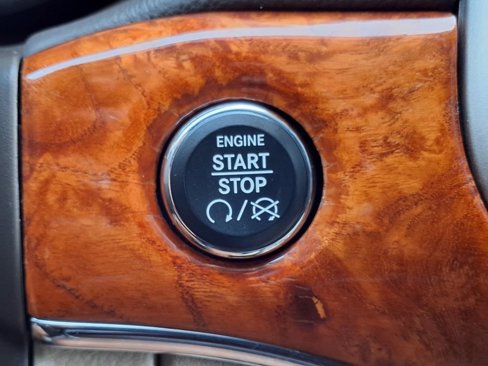 ENGINE
START
STOP
/